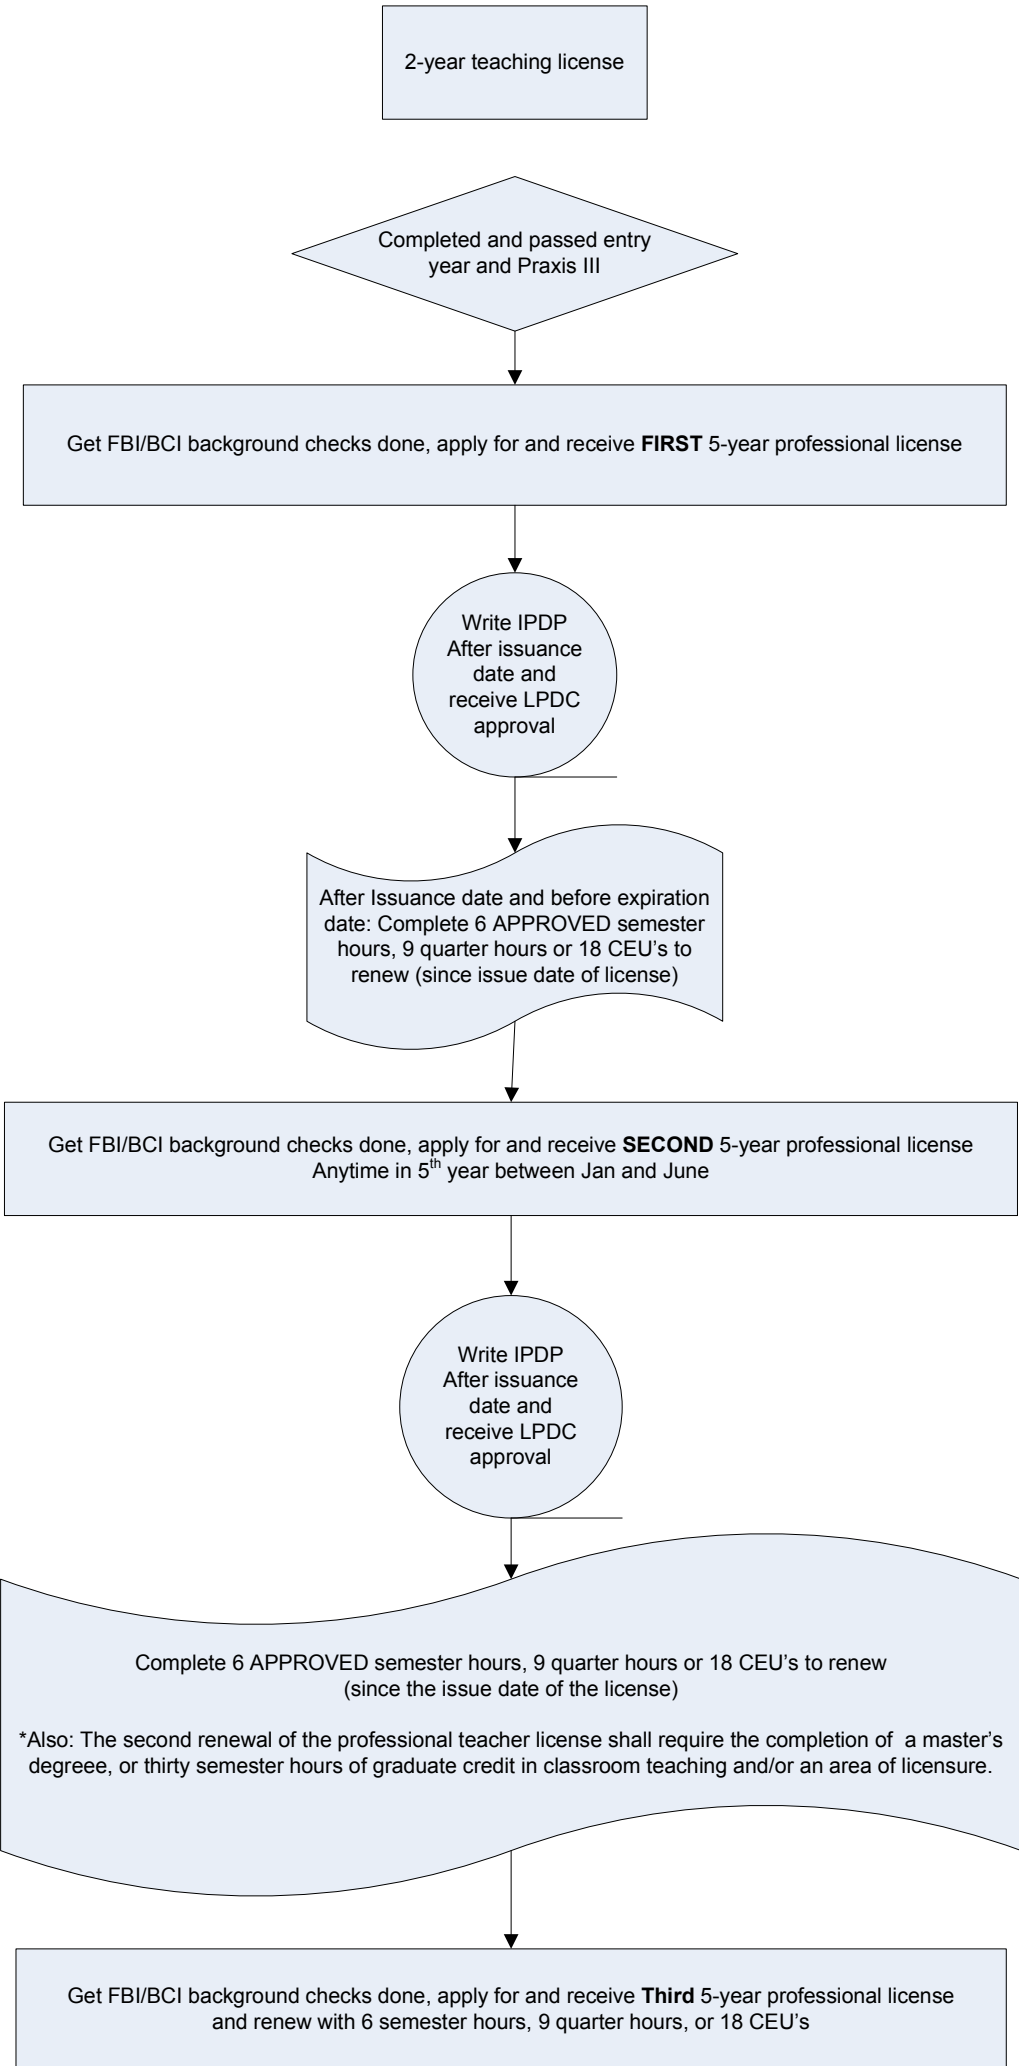 2-year teaching license
Completed and passed entry
year and Praxis III
Get FBI/BCI background checks done, apply for and receive FIRST 5-year professional license
Write IPDP
After issuance
date and
receive LPDC
approval
After Issuance date and before expiration
date: Complete 6 APPROVED semester
hours, 9 quarter hours or 18 CEU's to
renew (since issue date of license)
Get FBI/BCI background checks done, apply for and receive SECOND 5-year professional license
Anytime in 5th year between Jan and June
Write IPDP
After issuance
date and
receive LPDC
approval
Complete 6 APPROVED semester hours, 9 quarter hours or 18 CEU's to renew
(since the issue date of the license)
*Also: The second renewal of the professional teacher license shall require the completion of  a master's
degreee, or thirty semester hours of graduate credit in classroom teaching and/or an area of licensure.
Get FBI/BCI background checks done, apply for and receive Third 5-year professional license
and renew with 6 semester hours, 9 quarter hours, or 18 CEU's